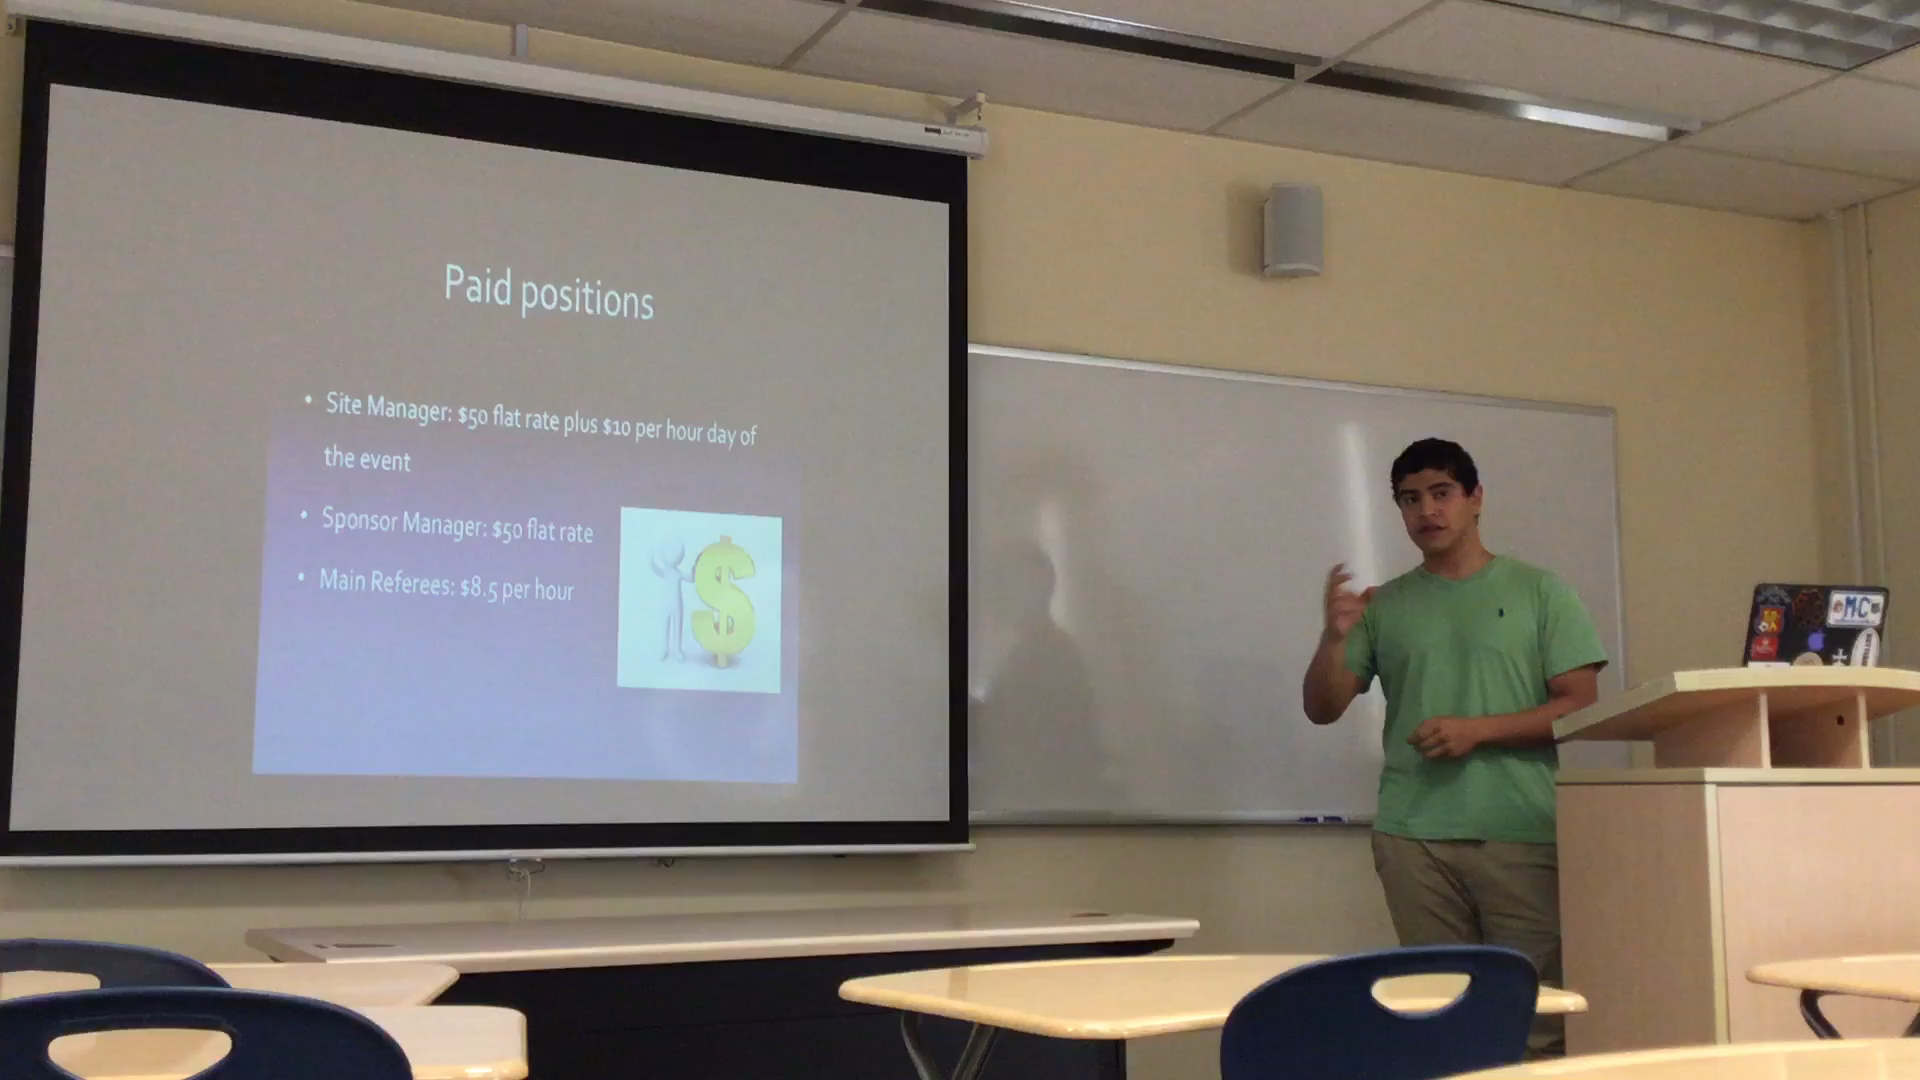 Paid positions
• Site Manager: $50 flat rate plus $10 per hour day of
the event
• Sponsor Manager: $50 flat rate
• Main Referees: $8.5 per hour
$
M C